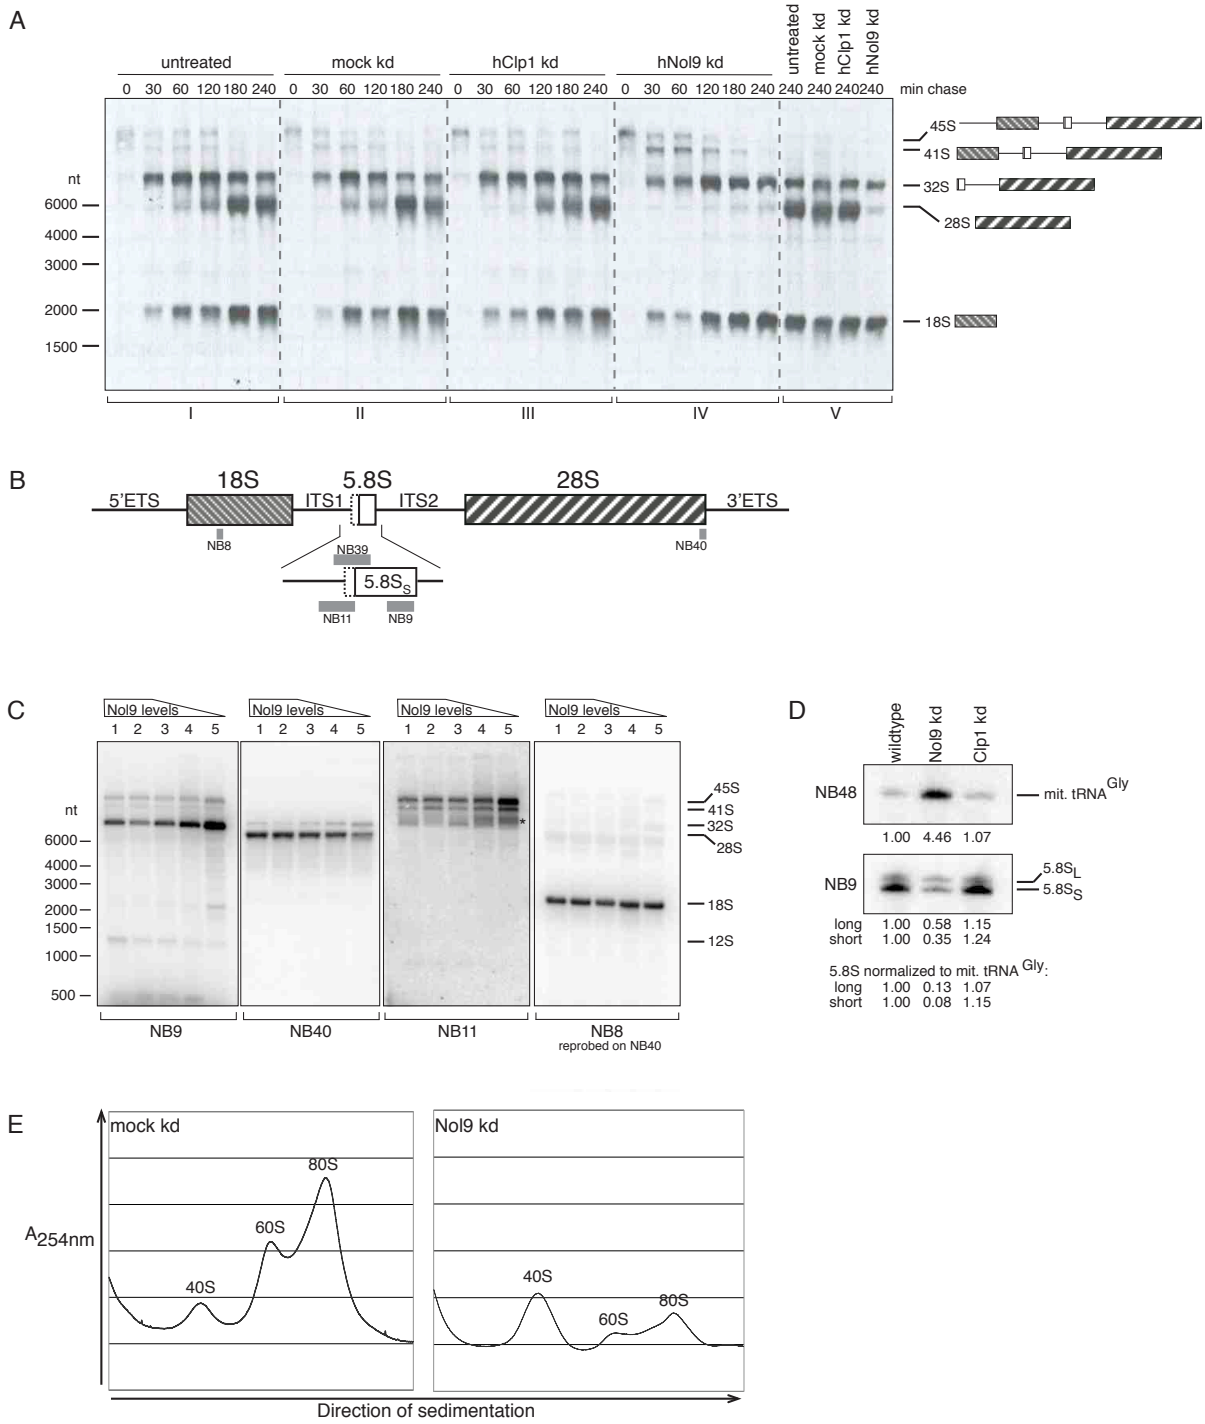 A
untreated mock kd hClp1 kd hNol9 kd untreated mock kd hClp1 kd hNol9 kd
0 30 60 120 180 240 0 30 60 120 180 240 0 30 60 120 180 240 0 30 60 120 180 240 240 240 240 240 min chase
45S
41S
nt
32S
6000
28S
4000
3000
2000
18S
1500
I II III IV V
B
18S 5.8S 28S
5'ETS ITS1 ITS2 3'ETS
NB8 NB39 NB40
5.8SS
NB11 NB9
C
Nol9 levels Nol9 levels Nol9 levels Nol9 levels
1 2 3 4 5 1 2 3 4 5 1 2 3 4 5 1 2 3 4 5
nt
45S
41S
32S
*
6000
28S
4000
3000
2000
18S
1500
12S
1000
500
NB9 NB40 NB11 NB8
reprobed on NB40
D
wildtype Nol9 kd Clp1 kd
NB48 mit. tRNAGly
1.00 4.46 1.07
NB9 5.8SL
5.8SS
long 1.00 0.58 1.15
short 1.00 0.35 1.24
5.8S normalized to mit. tRNAGly:
long 1.00 0.13 1.07
short 1.00 0.08 1.15
E
mock kd Nol9 kd
80S
60S
40S
40S
80S
60S
A254nm
Direction of sedimentation